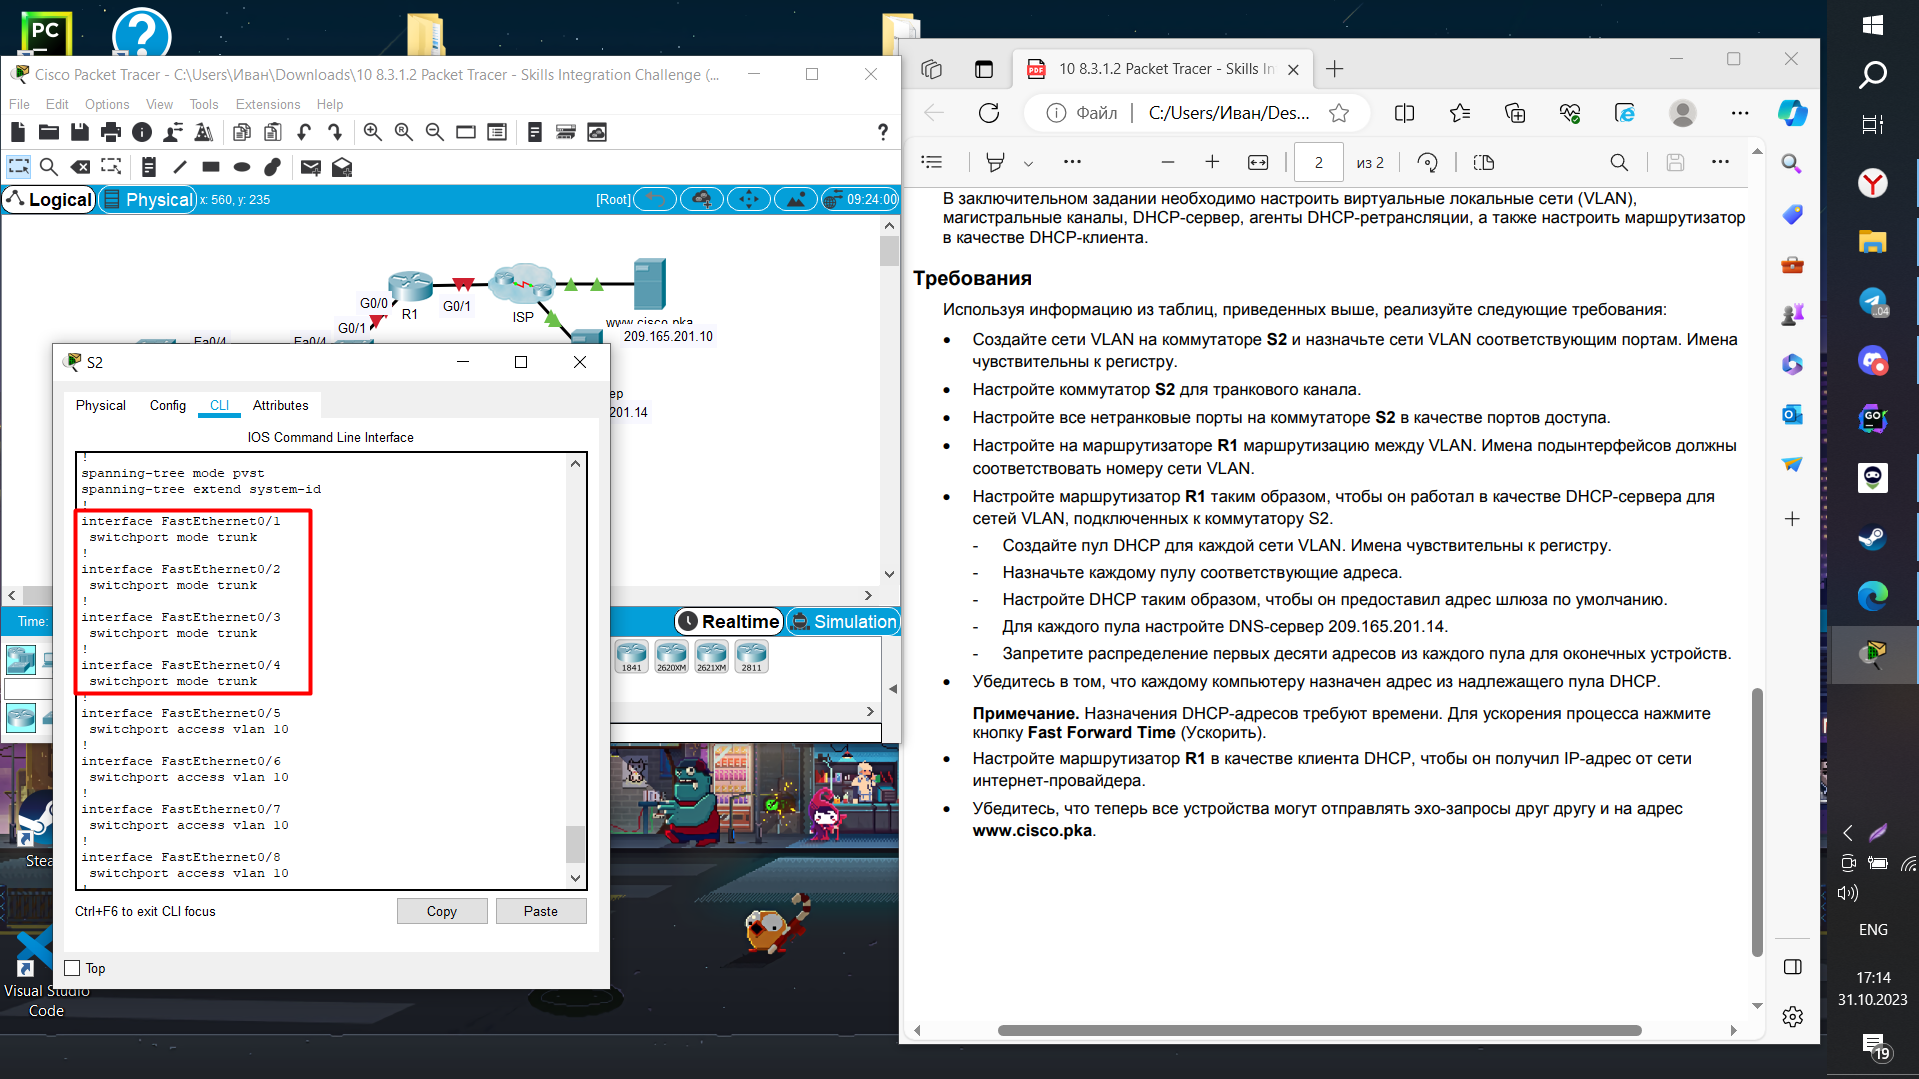 PC
?
Cisco Packet Tracer - C:\Users\Иван\Downloads\10 8.3.1.2 Packet Tracer - Skills Integration Challenge (...
File Edit Options View Tools Extensions Help
?
Logical
Physical
x: 560, y: 235
[Root]
09:24:00
G0/0
R1
G0/1
ISP
www.cisco.pka
209.165.201.10
G0/1
Fa0/4
Fa0/4
ер
201.14
Time:
Realtime
Simulation
1841
2620XM
2621XM
2811
S2
Physical Config CLI Attributes
IOS Command Line Interface
!
spanning-tree mode pvst
spanning-tree extend system-id
!
interface FastEthernet0/1
switchport mode trunk
!
interface FastEthernet0/2
switchport mode trunk
!
interface FastEthernet0/3
switchport mode trunk
!
interface FastEthernet0/4
switchport mode trunk
!
interface FastEthernet0/5
switchport access vlan 10
!
interface FastEthernet0/6
switchport access vlan 10
!
interface FastEthernet0/7
switchport access vlan 10
!
interface FastEthernet0/8
switchport access vlan 10
!
Ctrl+F6 to exit CLI focus
Copy
Paste
Top
Stea
Visual Studio
Code
10 8.3.1.2 Packet Tracer - Skills In
Файл
C:/Users/Иван/Des...
2
из 2
В заключительном задании необходимо настроить виртуальные локальные сети (VLAN),
магистральные каналы, DHCP-сервер, агенты DHCP-ретрансляции, а также настроить маршрутизатор
в качестве DHCP-клиента.
Требования
Используя информацию из таблиц, приведенных выше, реализуйте следующие требования:
• Создайте сети VLAN на коммутаторе S2 и назначьте сети VLAN соответствующим портам. Имена
чувствительны к регистру.
• Настройте коммутатор S2 для транкового канала.
• Настройте все нетранковые порты на коммутаторе S2 в качестве портов доступа.
• Настройте на маршрутизаторе R1 маршрутизацию между VLAN. Имена подынтерфейсов должны
соответствовать номеру сети VLAN.
• Настройте маршрутизатор R1 таким образом, чтобы он работал в качестве DHCP-сервера для
сетей VLAN, подключенных к коммутатору S2.
- Создайте пул DHCP для каждой сети VLAN. Имена чувствительны к регистру.
- Назначьте каждому пулу соответствующие адреса.
- Настройте DHCP таким образом, чтобы он предоставил адрес шлюза по умолчанию.
- Для каждого пула настройте DNS-сервер 209.165.201.14.
- Запретите распределение первых десяти адресов из каждого пула для оконечных устройств.
• Убедитесь в том, что каждому компьютеру назначен адрес из надлежащего пула DHCP.
Примечание. Назначения DHCP-адресов требуют времени. Для ускорения процесса нажмите
кнопку Fast Forward Time (Ускорить).
• Настройте маршрутизатор R1 в качестве клиента DHCP, чтобы он получил IP-адрес от сети
интернет-провайдера.
• Убедитесь, что теперь все устройства могут отправлять эхо-запросы друг другу и на адрес
www.cisco.pka.
..04
GO
ENG
17:14
31.10.2023
19